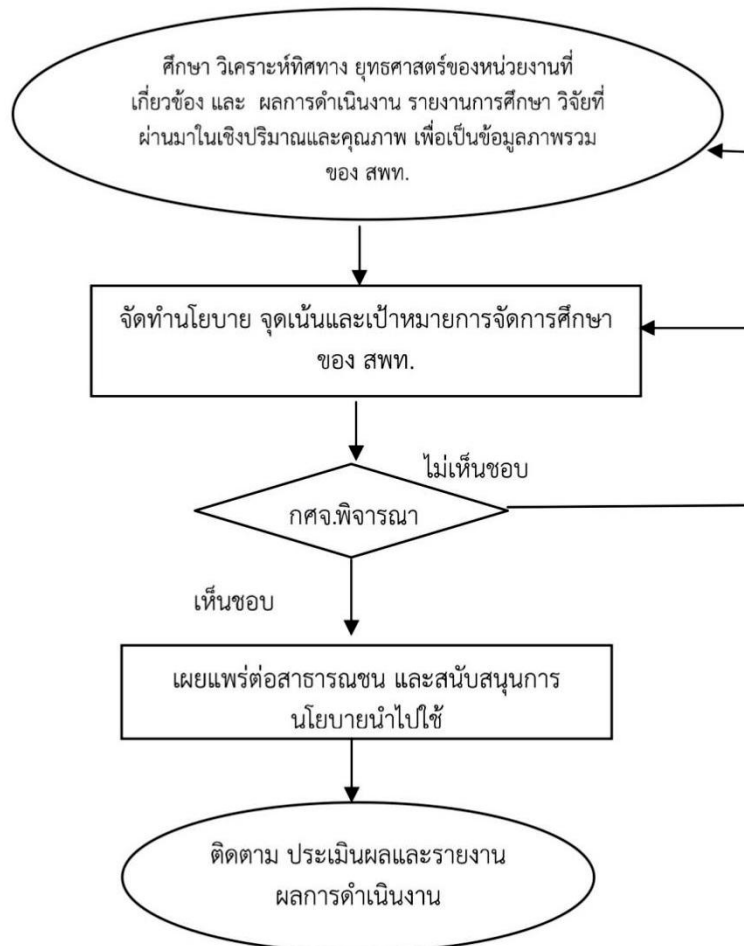 ศึกษา วิเคราะห์ทิศทาง ยุทธศาสตร์ของหน่วยงานที่
เกี่ยวข้อง และ ผลการดำเนินงาน รายงานการศึกษา วิจัยที่
ผ่านมาในเชิงปริมาณและคุณภาพ เพื่อเป็นข้อมูลภาพรวม
ของ สพท.
จัดทำนโยบาย จุดเน้นและเป้าหมายการจัดการศึกษา
ของ สพท.
ไม่เห็นชอบ
กศจ.พิจารณา
เห็นชอบ
เผยแพร่ต่อสาธารณชน และสนับสนุนการ
นโยบายนำไปใช้
ติดตาม ประเมินผลและรายงาน
ผลการดำเนินงาน